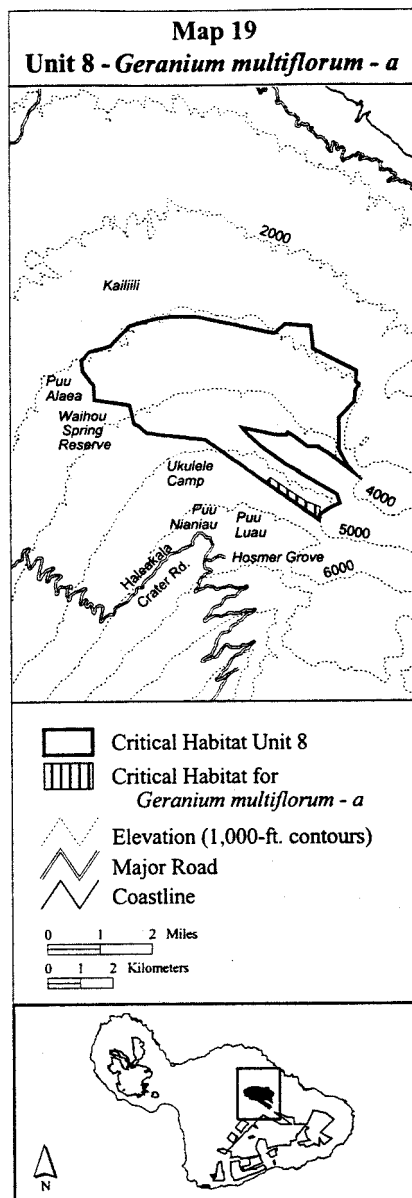 Map 19
Unit 8 - Geranium multiflorum - a
2000
Kailiili
Puu
Alaea
Waihou
Spring
Reserve
Ukulele
Camp
4000
Puu
Nianiau
Puu
Luau
5000
Hosmer Grove
6000
Haleakala
Crater Rd.
Critical Habitat Unit 8
Critical Habitat for
Geranium multiflorum - a
Elevation (1,000-ft. contours)
Major Road
Coastline
0 1 2 Miles
0 1 2 Kilometers
N